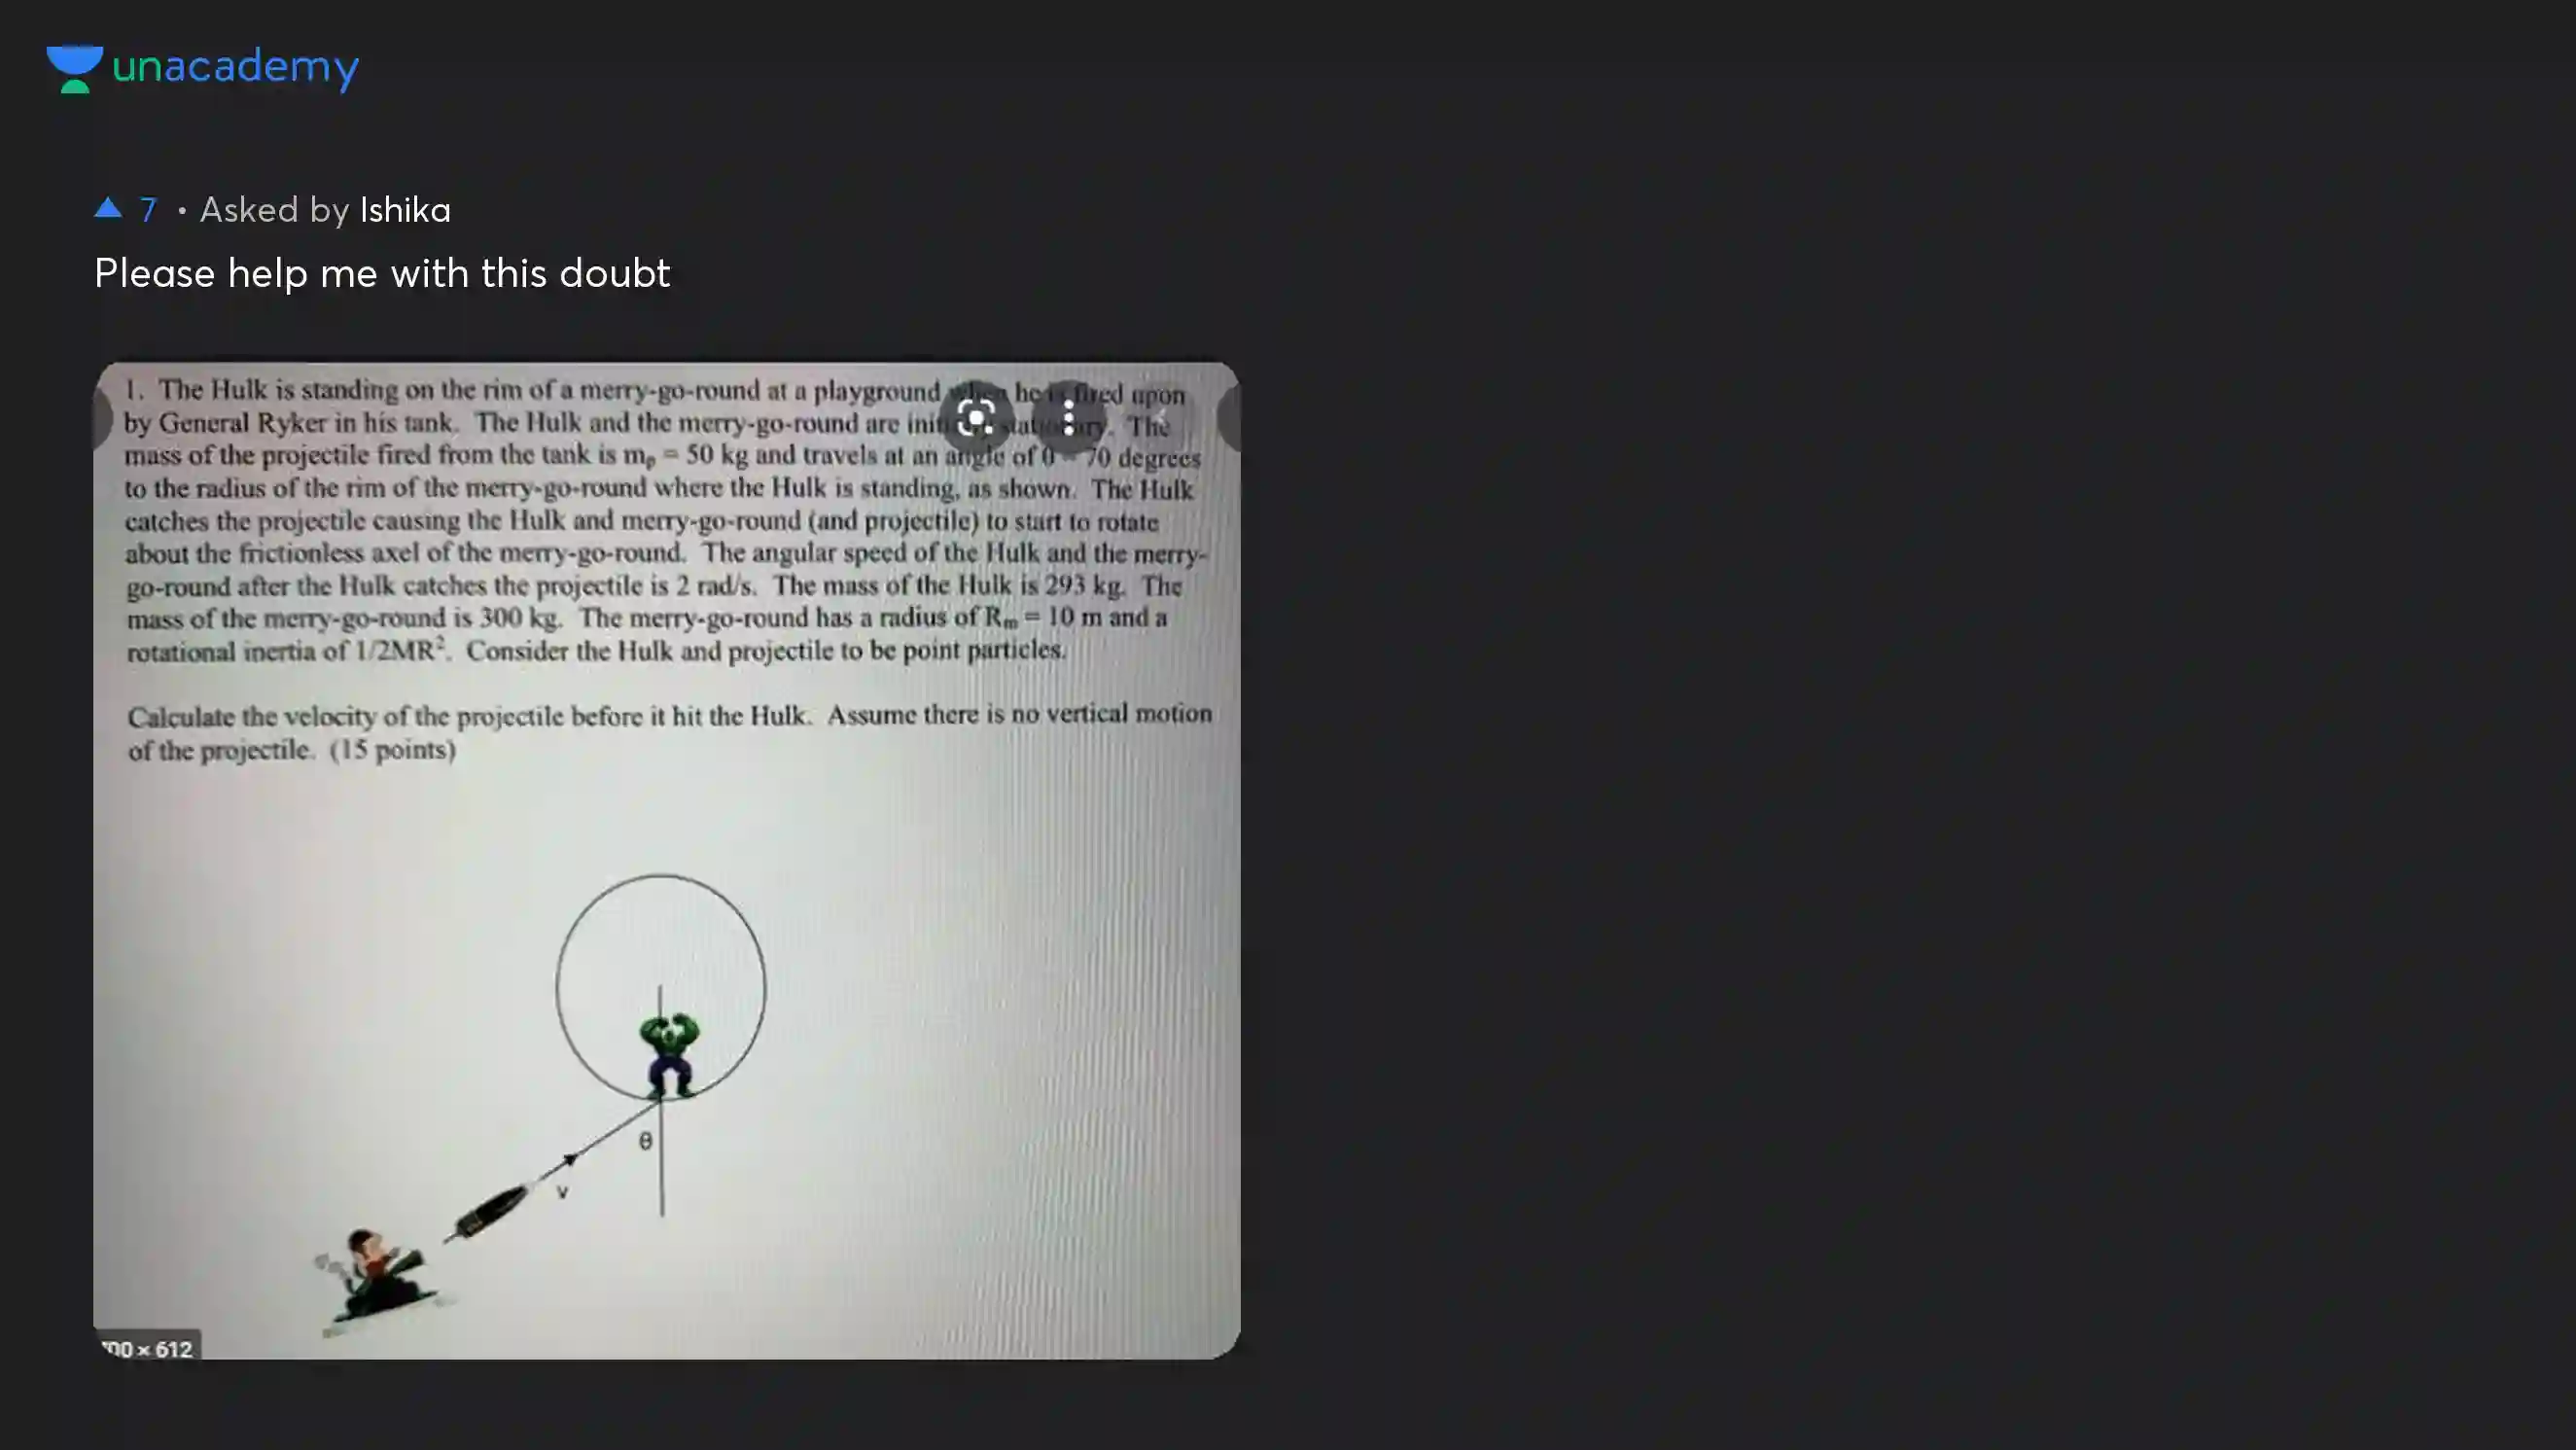 unacademy
7 • Asked by Ishika
Please help me with this doubt
1. The Hulk is standing on the rim of a merry-go-round at a playground when he is fired upon
by General Ryker in his tank. The Hulk and the merry-go-round are initially stationary. The
mass of the projectile fired from the tank is mp = 50 kg and travels at an angle of θ = 70 degrees
to the radius of the rim of the merry-go-round where the Hulk is standing, as shown. The Hulk
catches the projectile causing the Hulk and merry-go-round (and projectile) to start to rotate
about the frictionless axel of the merry-go-round. The angular speed of the Hulk and the merry-
go-round after the Hulk catches the projectile is 2 rad/s. The mass of the Hulk is 293 kg. The
mass of the merry-go-round is 300 kg. The merry-go-round has a radius of Rm = 10 m and a
rotational inertia of 1/2MR². Consider the Hulk and projectile to be point particles.
Calculate the velocity of the projectile before it hit the Hulk. Assume there is no vertical motion
of the projectile. (15 points)
θ
v
00 × 612